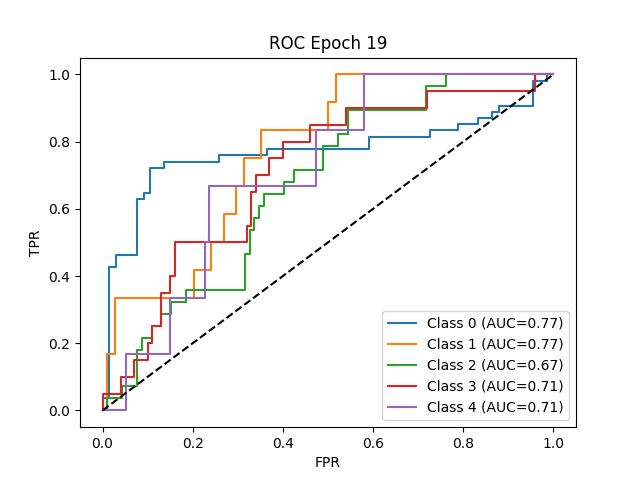 ROC Epoch 19
TPR
1.0
0.8
0.6
0.4
0.2
0.0
Class 0 (AUC=0.77)
Class 1 (AUC=0.77)
Class 2 (AUC=0.67)
Class 3 (AUC=0.71)
Class 4 (AUC=0.71)
0.0 0.2 0.4 0.6 0.8 1.0
FPR